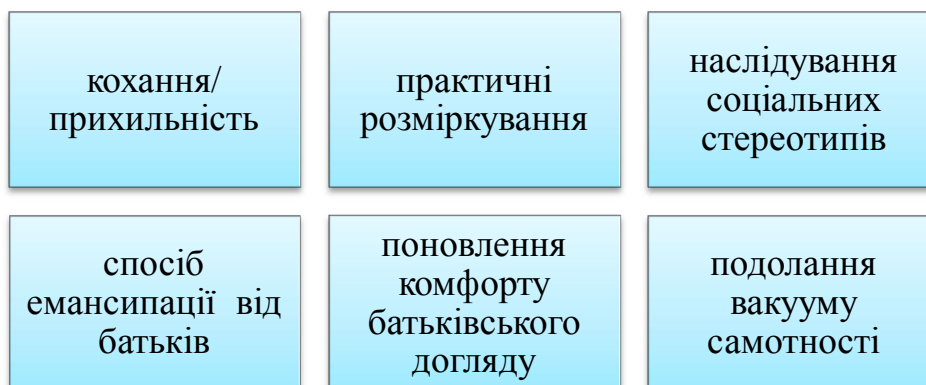 кохання/
прихильність
практичні
розміркування
наслідування
соціальних
стереотипів
спосіб
емансипації від
батьків
поновлення
комфорту
батьківського
догляду
подолання
вакууму
самотності